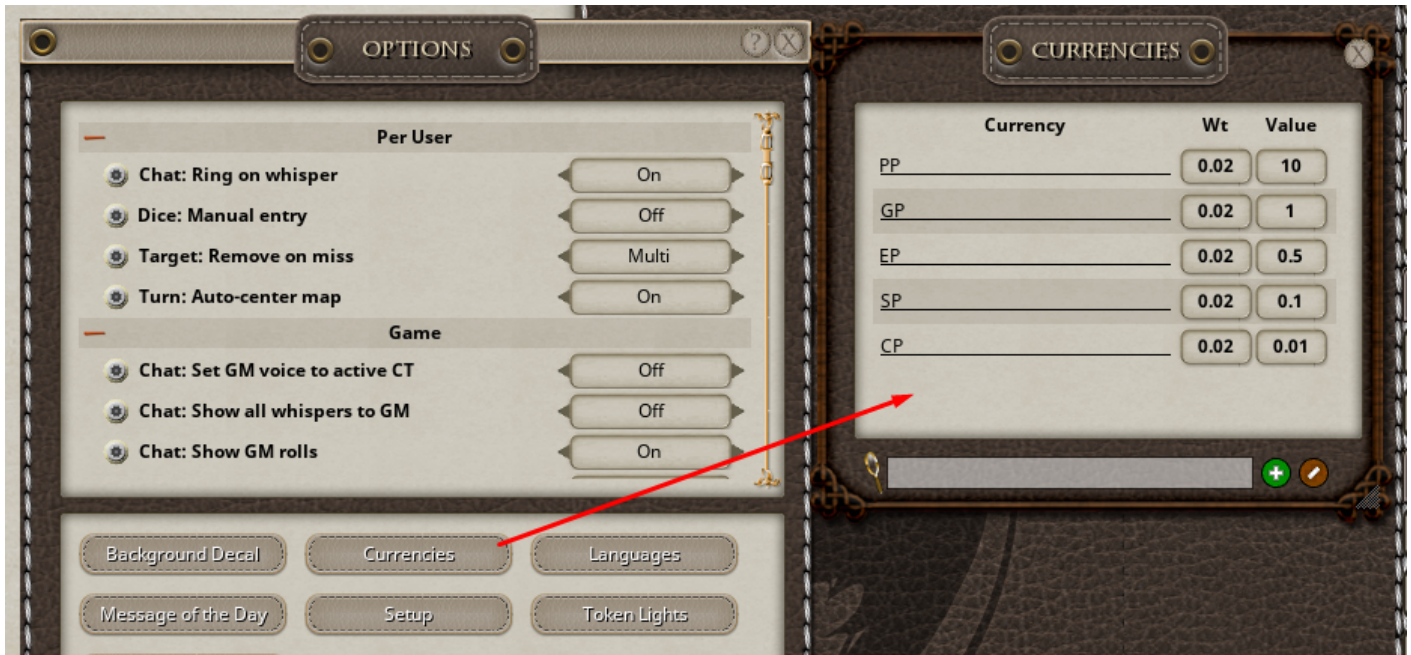 OPTIONS
? X
Per User
Chat: Ring on whisper On
Dice: Manual entry Off
Target: Remove on miss Multi
Turn: Auto-center map On
Game
Chat: Set GM voice to active CT Off
Chat: Show all whispers to GM Off
Chat: Show GM rolls On
Background Decal Currencies Languages
Message of the Day Setup Token Lights
CURRENCIES
X
Currency Wt Value
PP 0.02 10
GP 0.02 1
EP 0.02 0.5
SP 0.02 0.1
CP 0.02 0.01